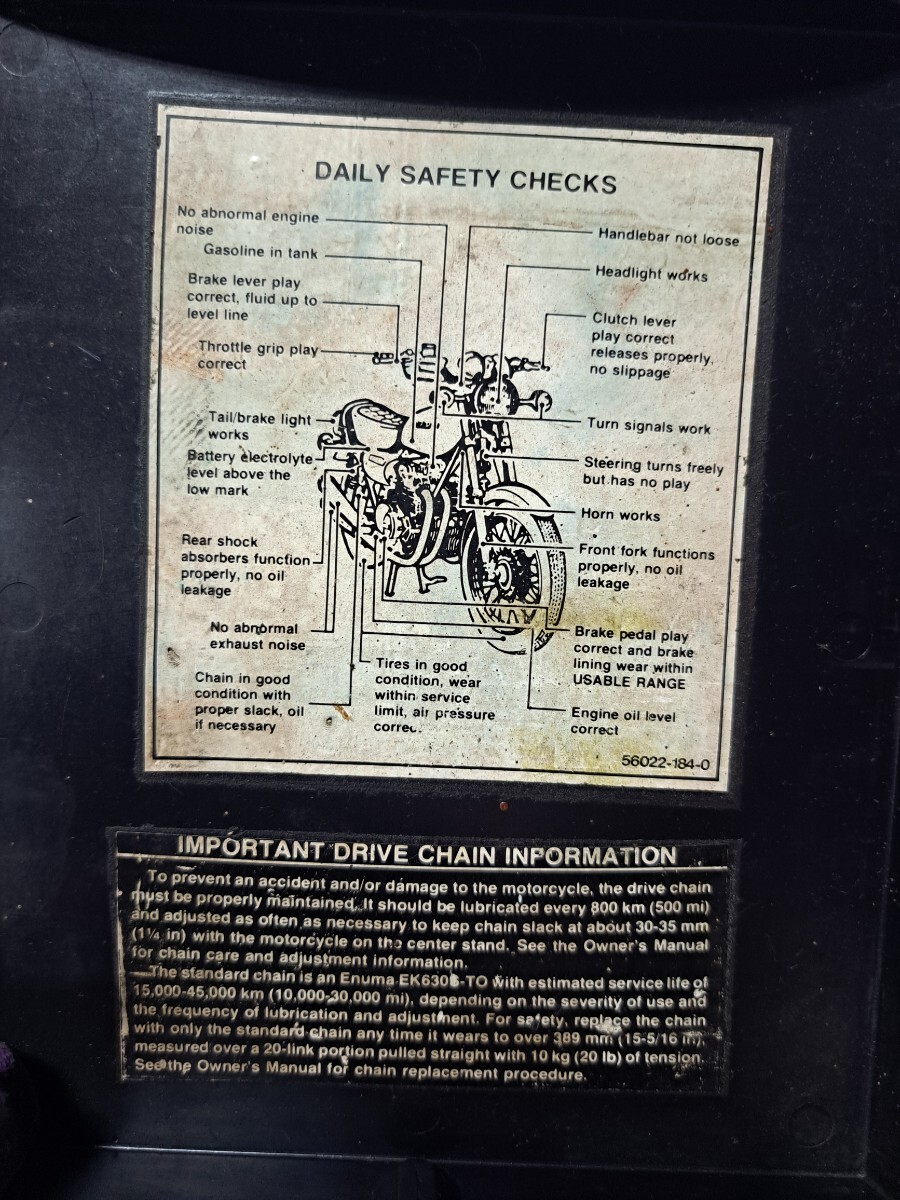 DAILY SAFETY CHECKS
No abnormal engine
noise
Gasoline in tank
Brake lever play
correct, fluid up to
level line
Throttle grip play
correct
Tail/brake light
works
Battery electrolyte
level above the
low mark
Rear shock
absorbers function
properly, no oil
leakage
No abnormal
exhaust noise
Chain in good
condition with
proper slack, oil
if necessary
Tires in good
condition, wear
within service
limit, air pressure
correc.
Handlebar not loose
Headlight works
Clutch lever
play correct
releases properly,
no slippage
Turn signals work
Steering turns freely
but has no play
Horn works
Front fork functions
properly, no oil
leakage
Brake pedal play
correct and brake
lining wear within
USABLE RANGE
Engine oil level
correct
56022-184-0
IMPORTANT DRIVE CHAIN INFORMATION
To prevent an accident and/or damage to the motorcycle, the drive chain
must be properly maintained. It should be lubricated every 800 km (500 mi)
and adjusted as often as necessary to keep chain slack at about 30-35 mm
(1¼ in) with the motorcycle on the center stand. See the Owner's Manual
for chain care and adjustment information.
The standard chain is an Enuma EK630S-TO with estimated service life of
15,000-45,000 km (10,000-30,000 mi), depending on the severity of use and
the frequency of lubrication and adjustment. For safety, replace the chain
with only the standard chain any time it wears to over 389 mm (15-5/16 in),
measured over a 20-link portion pulled straight with 10 kg (20 lb) of tension.
See the Owner's Manual for chain replacement procedure.